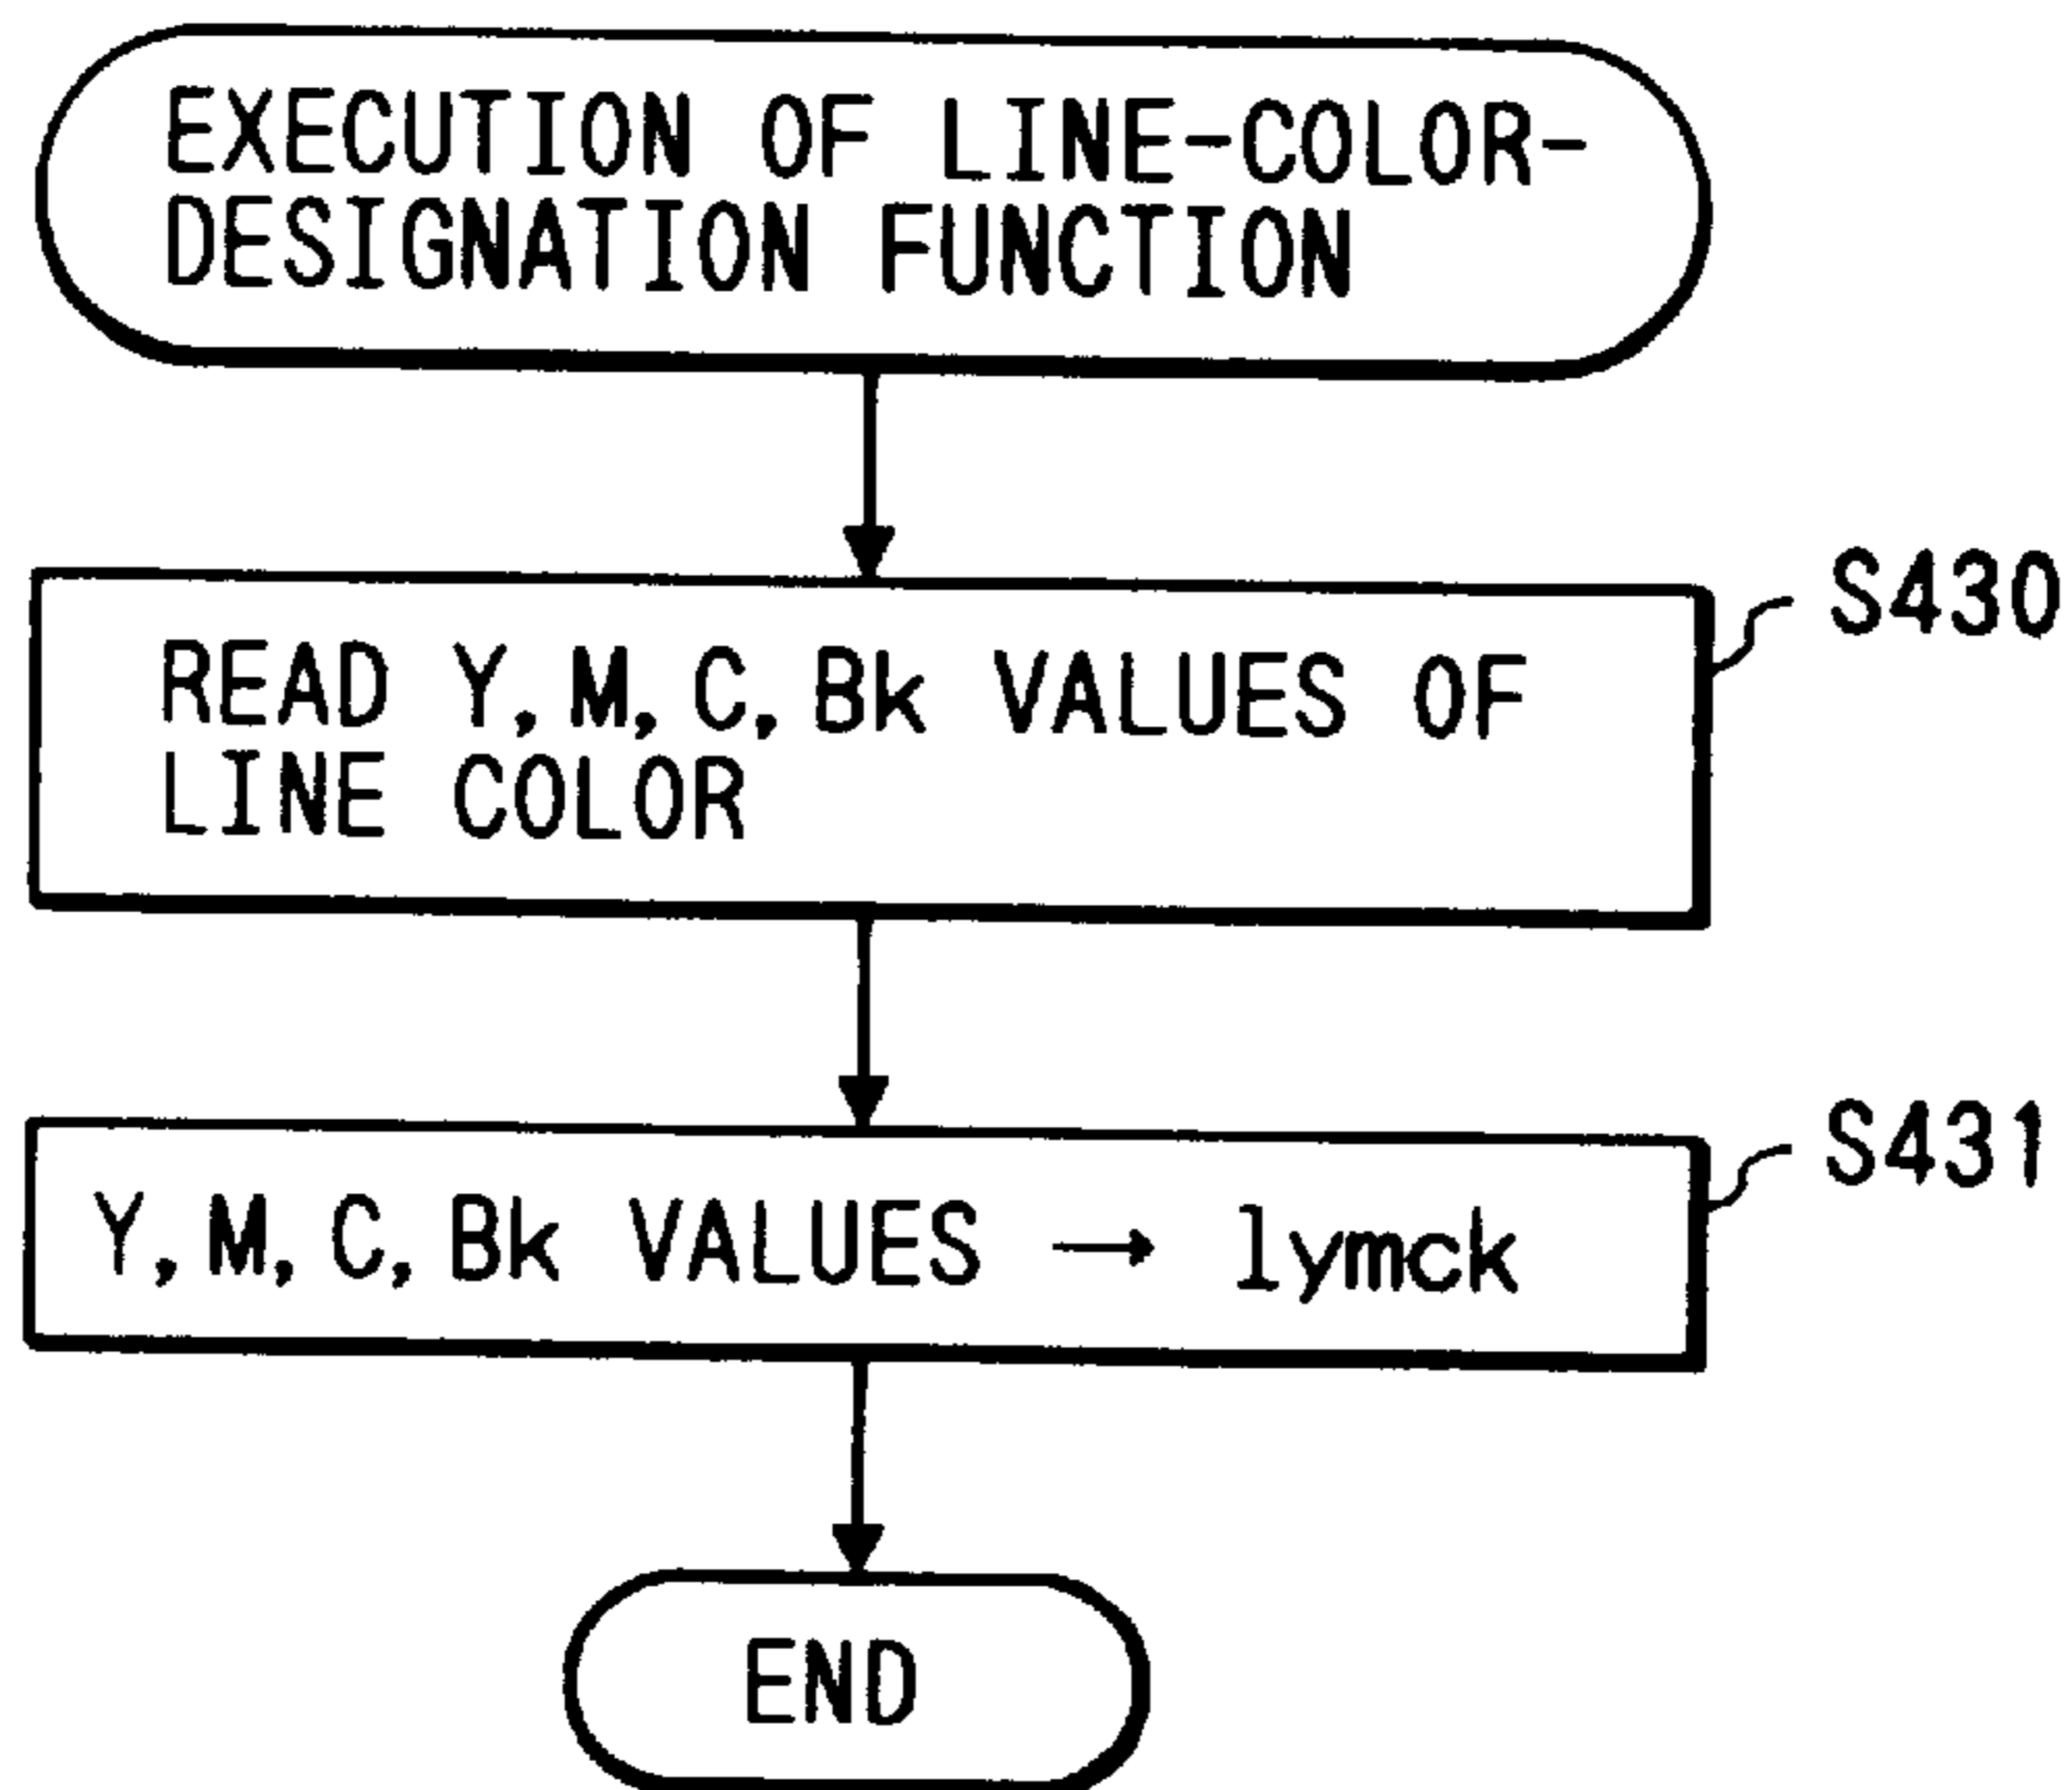 EXECUTION OF LINE-COLOR-
DESIGNATION FUNCTION
S430
READ Y, M, C, Bk VALUES OF
LINE COLOR
S431
Y, M, C, Bk VALUES → lymck
END